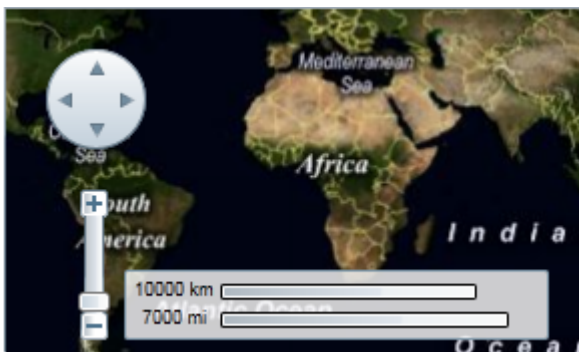 Mediterranean
Sea
Sea
Africa
South
America
India
10000 km
7000 mi
Atlantic Ocean
Ocea